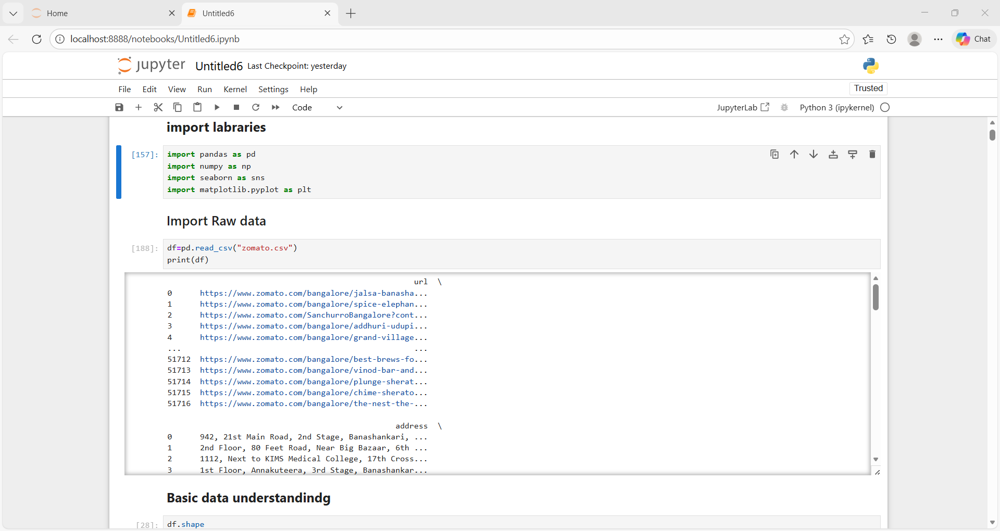 Home
Untitled6
localhost:8888/notebooks/Untitled6.ipynb
Chat
jupyter Untitled6 Last Checkpoint: yesterday
File Edit View Run Kernel Settings Help
Trusted
Code
JupyterLab
Python 3 (ipykernel)
import labraries
[157]:
import pandas as pd
import numpy as np
import seaborn as sns
import matplotlib.pyplot as plt
Import Raw data
[188]:
df=pd.read_csv("zomato.csv")
print(df)
url \
0 https://www.zomato.com/bangalore/jalsa-banasha...
1 https://www.zomato.com/bangalore/spice-elephan...
2 https://www.zomato.com/SanchurroBangalore?cont...
3 https://www.zomato.com/bangalore/addhuri-udupi...
4 https://www.zomato.com/bangalore/grand-village...
... ...
51712 https://www.zomato.com/bangalore/best-brews-fo...
51713 https://www.zomato.com/bangalore/vinod-bar-and...
51714 https://www.zomato.com/bangalore/plunge-sherat...
51715 https://www.zomato.com/bangalore/chime-sherato...
51716 https://www.zomato.com/bangalore/the-nest-the-...
address \
0 942, 21st Main Road, 2nd Stage, Banashankari, ...
1 2nd Floor, 80 Feet Road, Near Big Bazaar, 6th ...
2 1112, Next to KIMS Medical College, 17th Cross...
3 1st Floor, Annakuteera, 3rd Stage, Banashankar...
Basic data understandindg
[28]:
df.shape